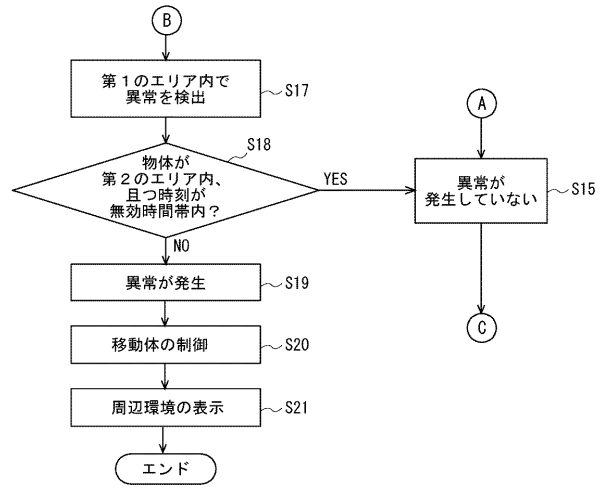 B
第1のエリア内で
異常を検出
S17
S18
物体が
第2のエリア内、
且つ時刻が
無効時間帯内？
YES
NO
A
異常が
発生していない
S15
C
異常が発生
S19
移動体の制御
S20
周辺環境の表示
S21
エンド